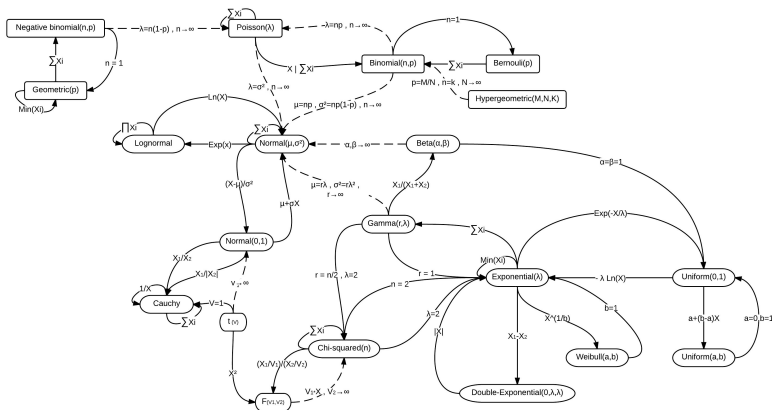 Negative binomial(n,p)
λ=n(1-p) , n→∞
∑Xi
Poisson(λ)
λ=np , n→∞
n=1
∑Xi
n = 1
X | ∑Xi
Binomial(n,p)
∑Xi
Bernouli(p)
Geometric(p)
Min(Xi)
λ=σ² , n→∞
μ=np , σ²=np(1-p) , n→∞
p=M/N , n=k , N→∞
Hypergeometric(M,N,K)
Ln(X)
∏Xi
Lognormal
Exp(x)
∑Xi
Normal(μ,σ²)
α,β→∞
Beta(α,β)
α=β=1
(X-μ)/σ²
μ+σX
μ=rλ , σ²=rλ² ,
r→∞
X₁/(X₁+X₂)
Gamma(r,λ)
∑Xi
Exp(-X/λ)
Normal(0,1)
X₁/X₂
X₁/|X₂|
r = n/2 , λ=2
r = 1
n = 2
Min(Xi)
Exponential(λ)
- λ Ln(X)
Uniform(0,1)
1/X
Cauchy
∑Xi
V=1
t (V)
λ=2
|X|
X₁-X₂
X^(1/b)
b=1
Weibull(a,b)
a+(b-a)X
a=0,b=1
Uniform(a,b)
∑Xi
Chi-squared(n)
X²
(X₁/V₁)/(X₂/V₂)
F(V1,V2)
V₂→∞
Double-Exponential(0,λ,λ)